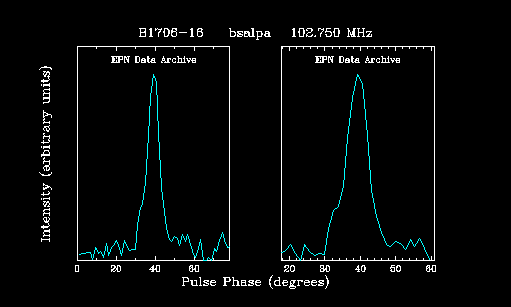 B1706-16 bsalpa 102.750 MHz
EPN Data Archive EPN Data Archive
Intensity (arbitrary units)
0 20 40 60 20 30 40 50 60
Pulse Phase (degrees)